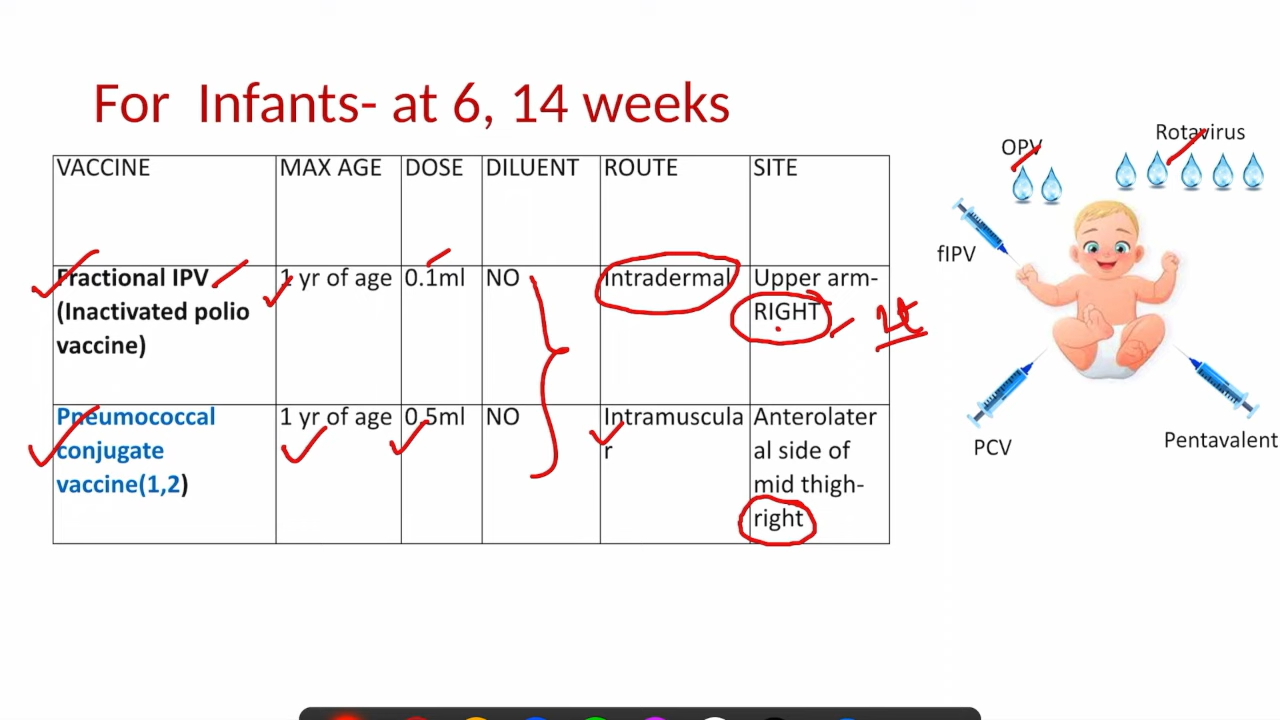 For Infants- at 6, 14 weeks
VACCINE MAX AGE DOSE DILUENT ROUTE SITE
Fractional IPV 1 yr of age 0.1ml NO Intradermal Upper arm-
(Inactivated polio RIGHT
vaccine)
Pneumococcal 1 yr of age 0.5ml NO Intramuscula Anterolater
conjugate r al side of
vaccine(1,2) mid thigh-
right
OPV Rotavirus
fIPV
PCV Pentavalent